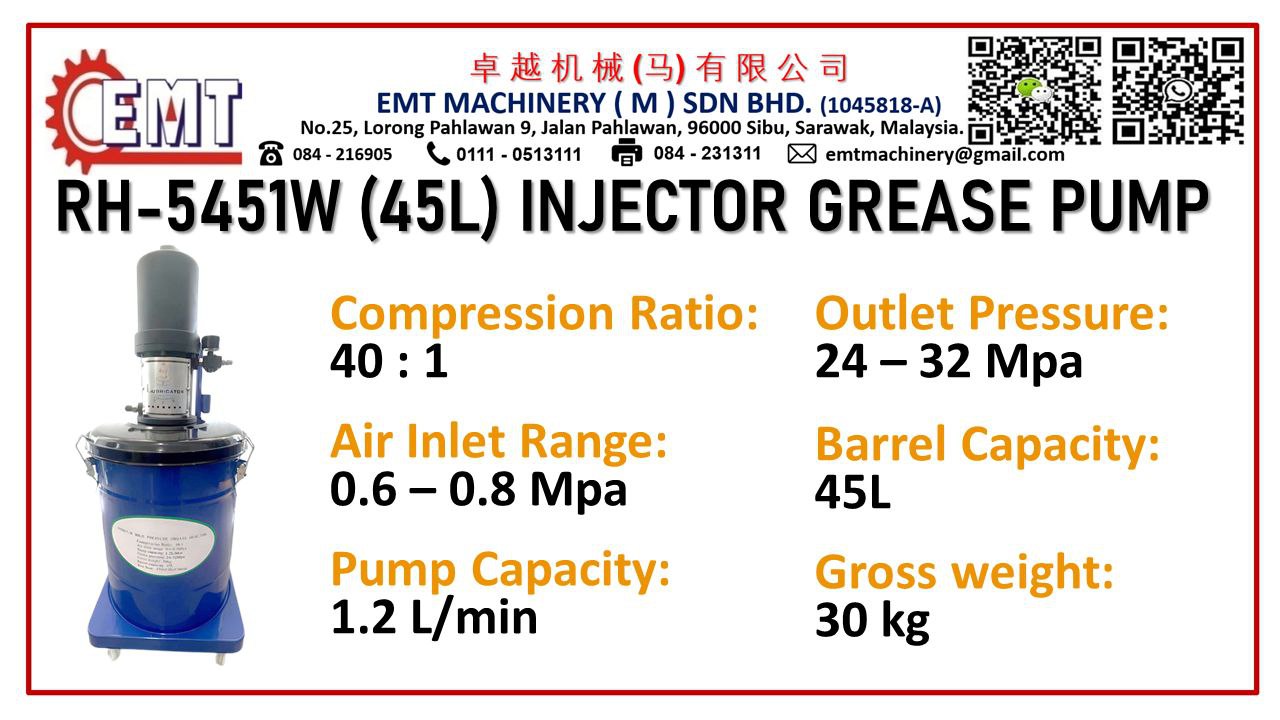 EMT
卓越机械(马)有限公司
EMT MACHINERY ( M ) SDN BHD. (1045818-A)
No.25, Lorong Pahlawan 9, Jalan Pahlawan, 96000 Sibu, Sarawak, Malaysia.
084 - 216905 0111 - 0513111 084 - 231311 emtmachinery@gmail.com
RH-5451W (45L) INJECTOR GREASE PUMP
Compression Ratio:
40 : 1
Outlet Pressure:
24 – 32 Mpa
Air Inlet Range:
0.6 – 0.8 Mpa
Barrel Capacity:
45L
Pump Capacity:
1.2 L/min
Gross weight:
30 kg